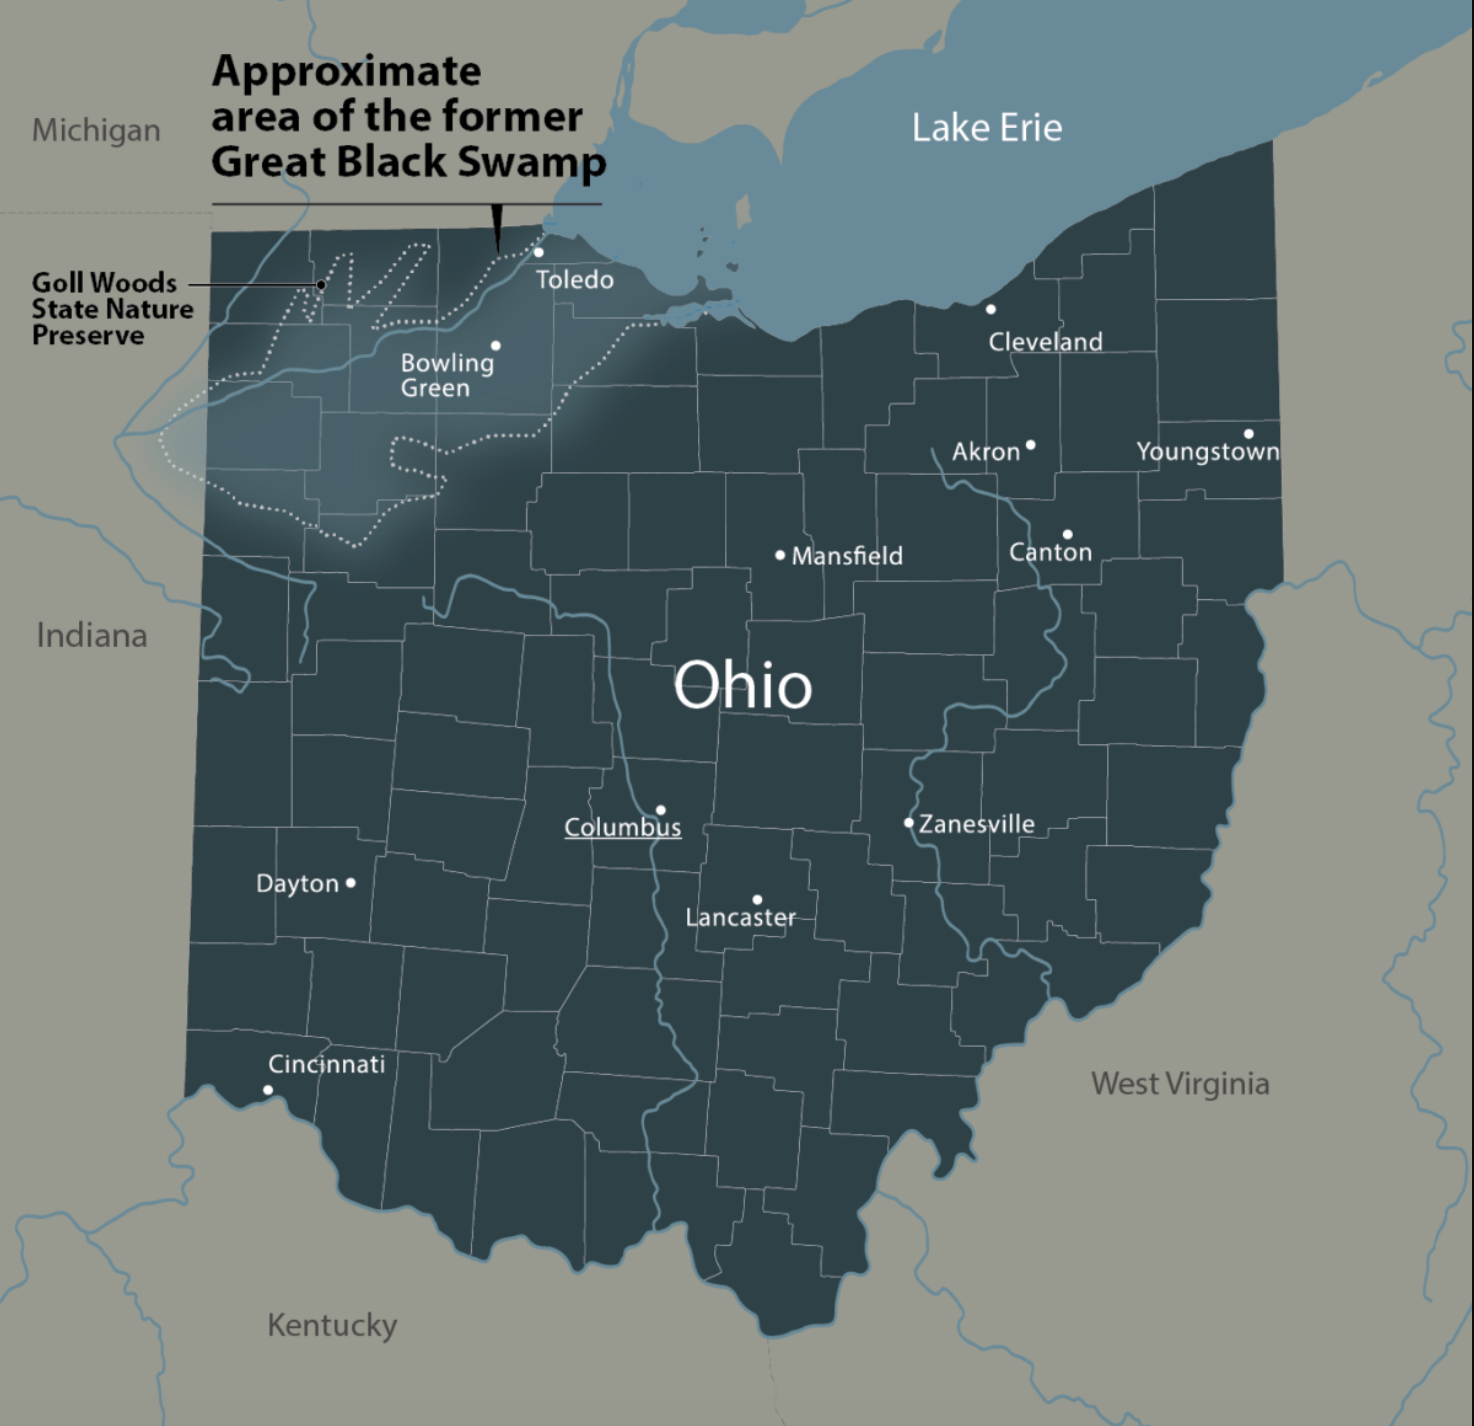 Approximate
area of the former
Great Black Swamp
Michigan
Lake Erie
Goll Woods
State Nature
Preserve
Toledo
Bowling
Green
Cleveland
Akron
Youngstown
Mansfield
Canton
Indiana
Ohio
Columbus
Zanesville
Dayton
Lancaster
Cincinnati
West Virginia
Kentucky